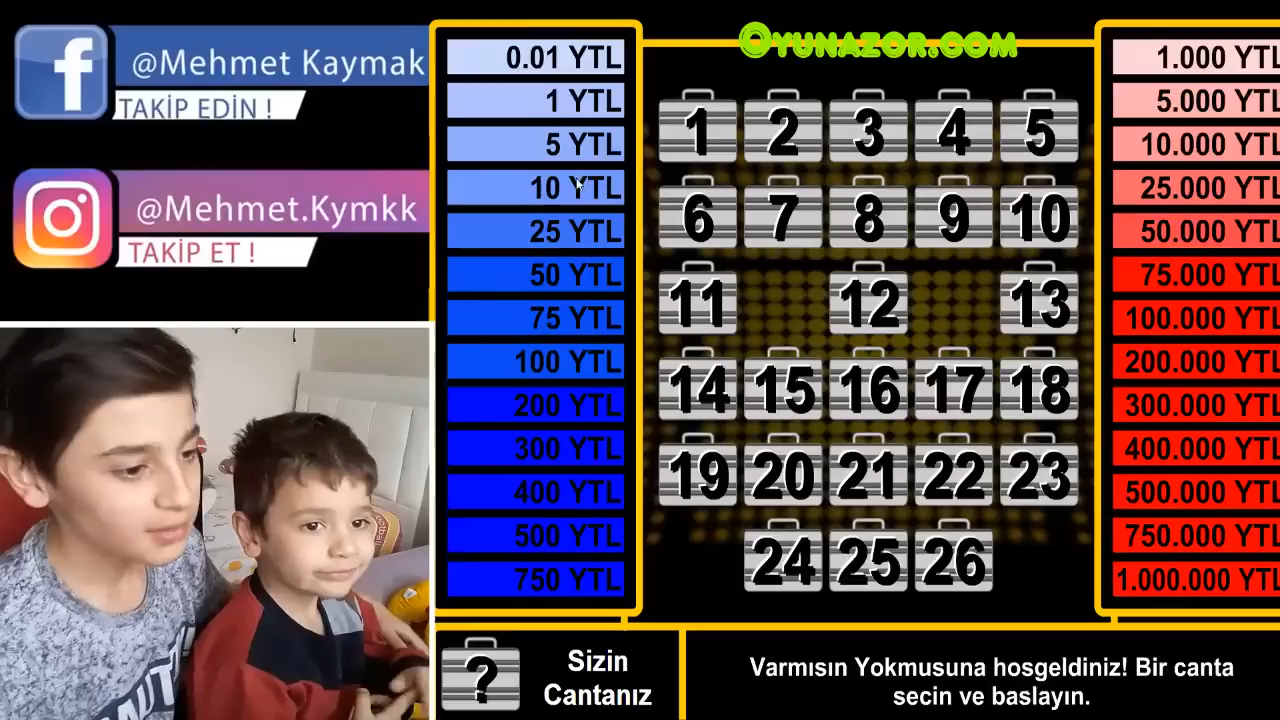 @Mehmet Kaymak
TAKİP EDİN !
@Mehmet.Kymkk
TAKİP ET !
0.01 YTL
1 YTL
5 YTL
10 YTL
25 YTL
50 YTL
75 YTL
100 YTL
200 YTL
300 YTL
400 YTL
500 YTL
750 YTL
OYUNAZOR.COM
1 2 3 4 5
6 7 8 9 10
11 12 13
14 15 16 17 18
19 20 21 22 23
24 25 26
1.000 YTL
5.000 YTL
10.000 YTL
25.000 YTL
50.000 YTL
75.000 YTL
100.000 YTL
200.000 YTL
300.000 YTL
400.000 YTL
500.000 YTL
750.000 YTL
1.000.000 YTL
?
Sizin
Cantanız
Varmısın Yokmusuna hosgeldiniz! Bir canta
secin ve baslayın.